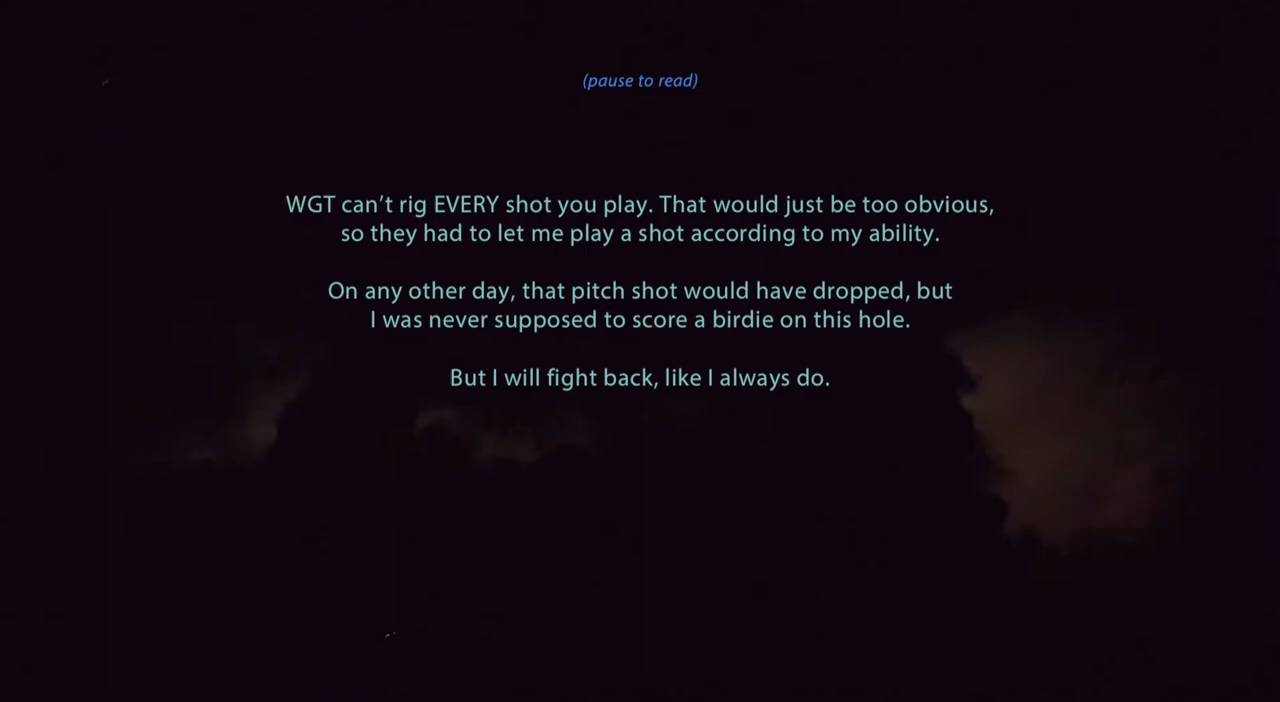 (pause to read)
WGT can't rig EVERY shot you play. That would just be too obvious,
so they had to let me play a shot according to my ability.
On any other day, that pitch shot would have dropped, but
I was never supposed to score a birdie on this hole.
But I will fight back, like I always do.